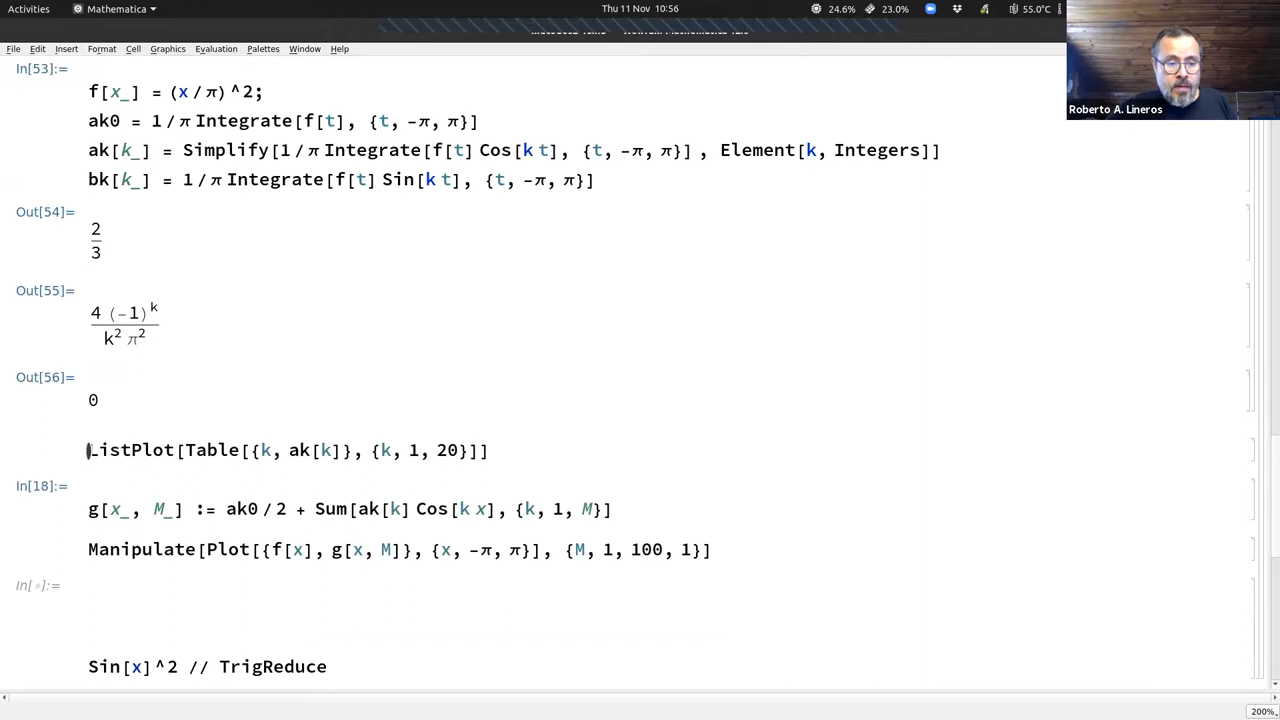 Activities Mathematica Thu 11 Nov 10:56 24.6% 23.0% 55.0°C
File Edit Insert Format Cell Graphics Evaluation Palettes Window Help
Roberto A. Lineros
In[53]:=
f[x_] = (x/π)^2;
ak0 = 1/π Integrate[f[t], {t, -π, π}]
ak[k_] = Simplify[1/π Integrate[f[t] Cos[k t], {t, -π, π}] , Element[k, Integers]]
bk[k_] = 1/π Integrate[f[t] Sin[k t], {t, -π, π}]
Out[54]=
2
3
Out[55]=
4 (-1)^k
k² π²
Out[56]=
0
ListPlot[Table[{k, ak[k]}, {k, 1, 20}]]
In[18]:=
g[x_, M_] := ak0/2 + Sum[ak[k] Cos[k x], {k, 1, M}]
Manipulate[Plot[{f[x], g[x, M]}, {x, -π, π}], {M, 1, 100, 1}]
In[•]:=
Sin[x]^2 // TrigReduce
200%